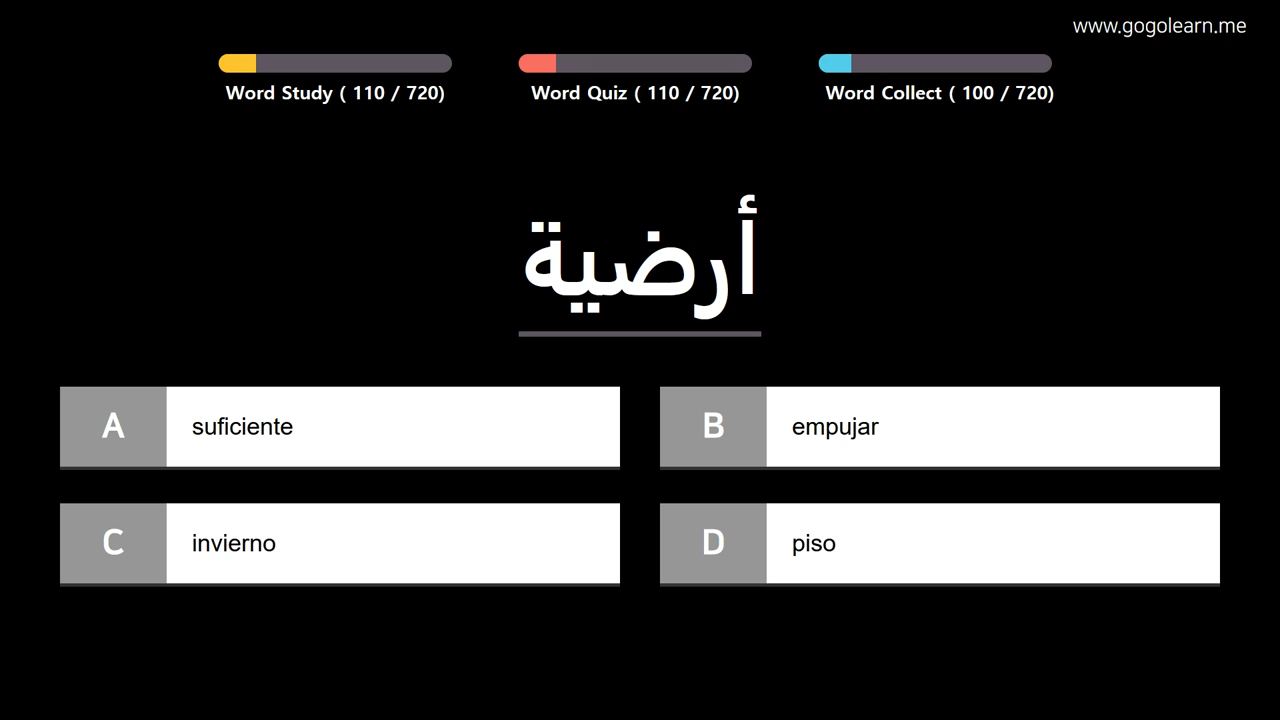 www.gogolearn.me
Word Study ( 110 / 720)
Word Quiz ( 110 / 720)
Word Collect ( 100 / 720)
أرضية
A suficiente
B empujar
C invierno
D piso